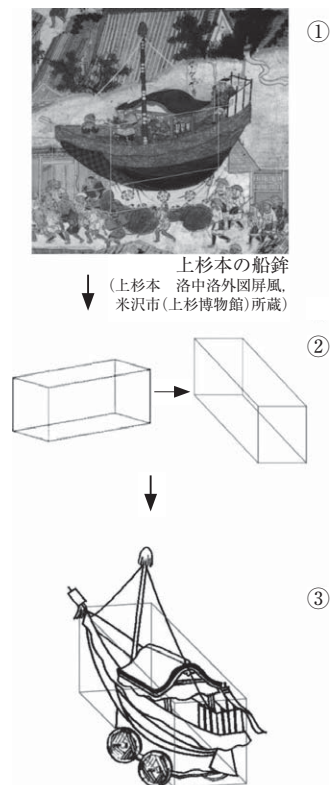 ①
上杉本の船鉾
(上杉本　洛中洛外図屏風,
米沢市(上杉博物館)所蔵)
②
③